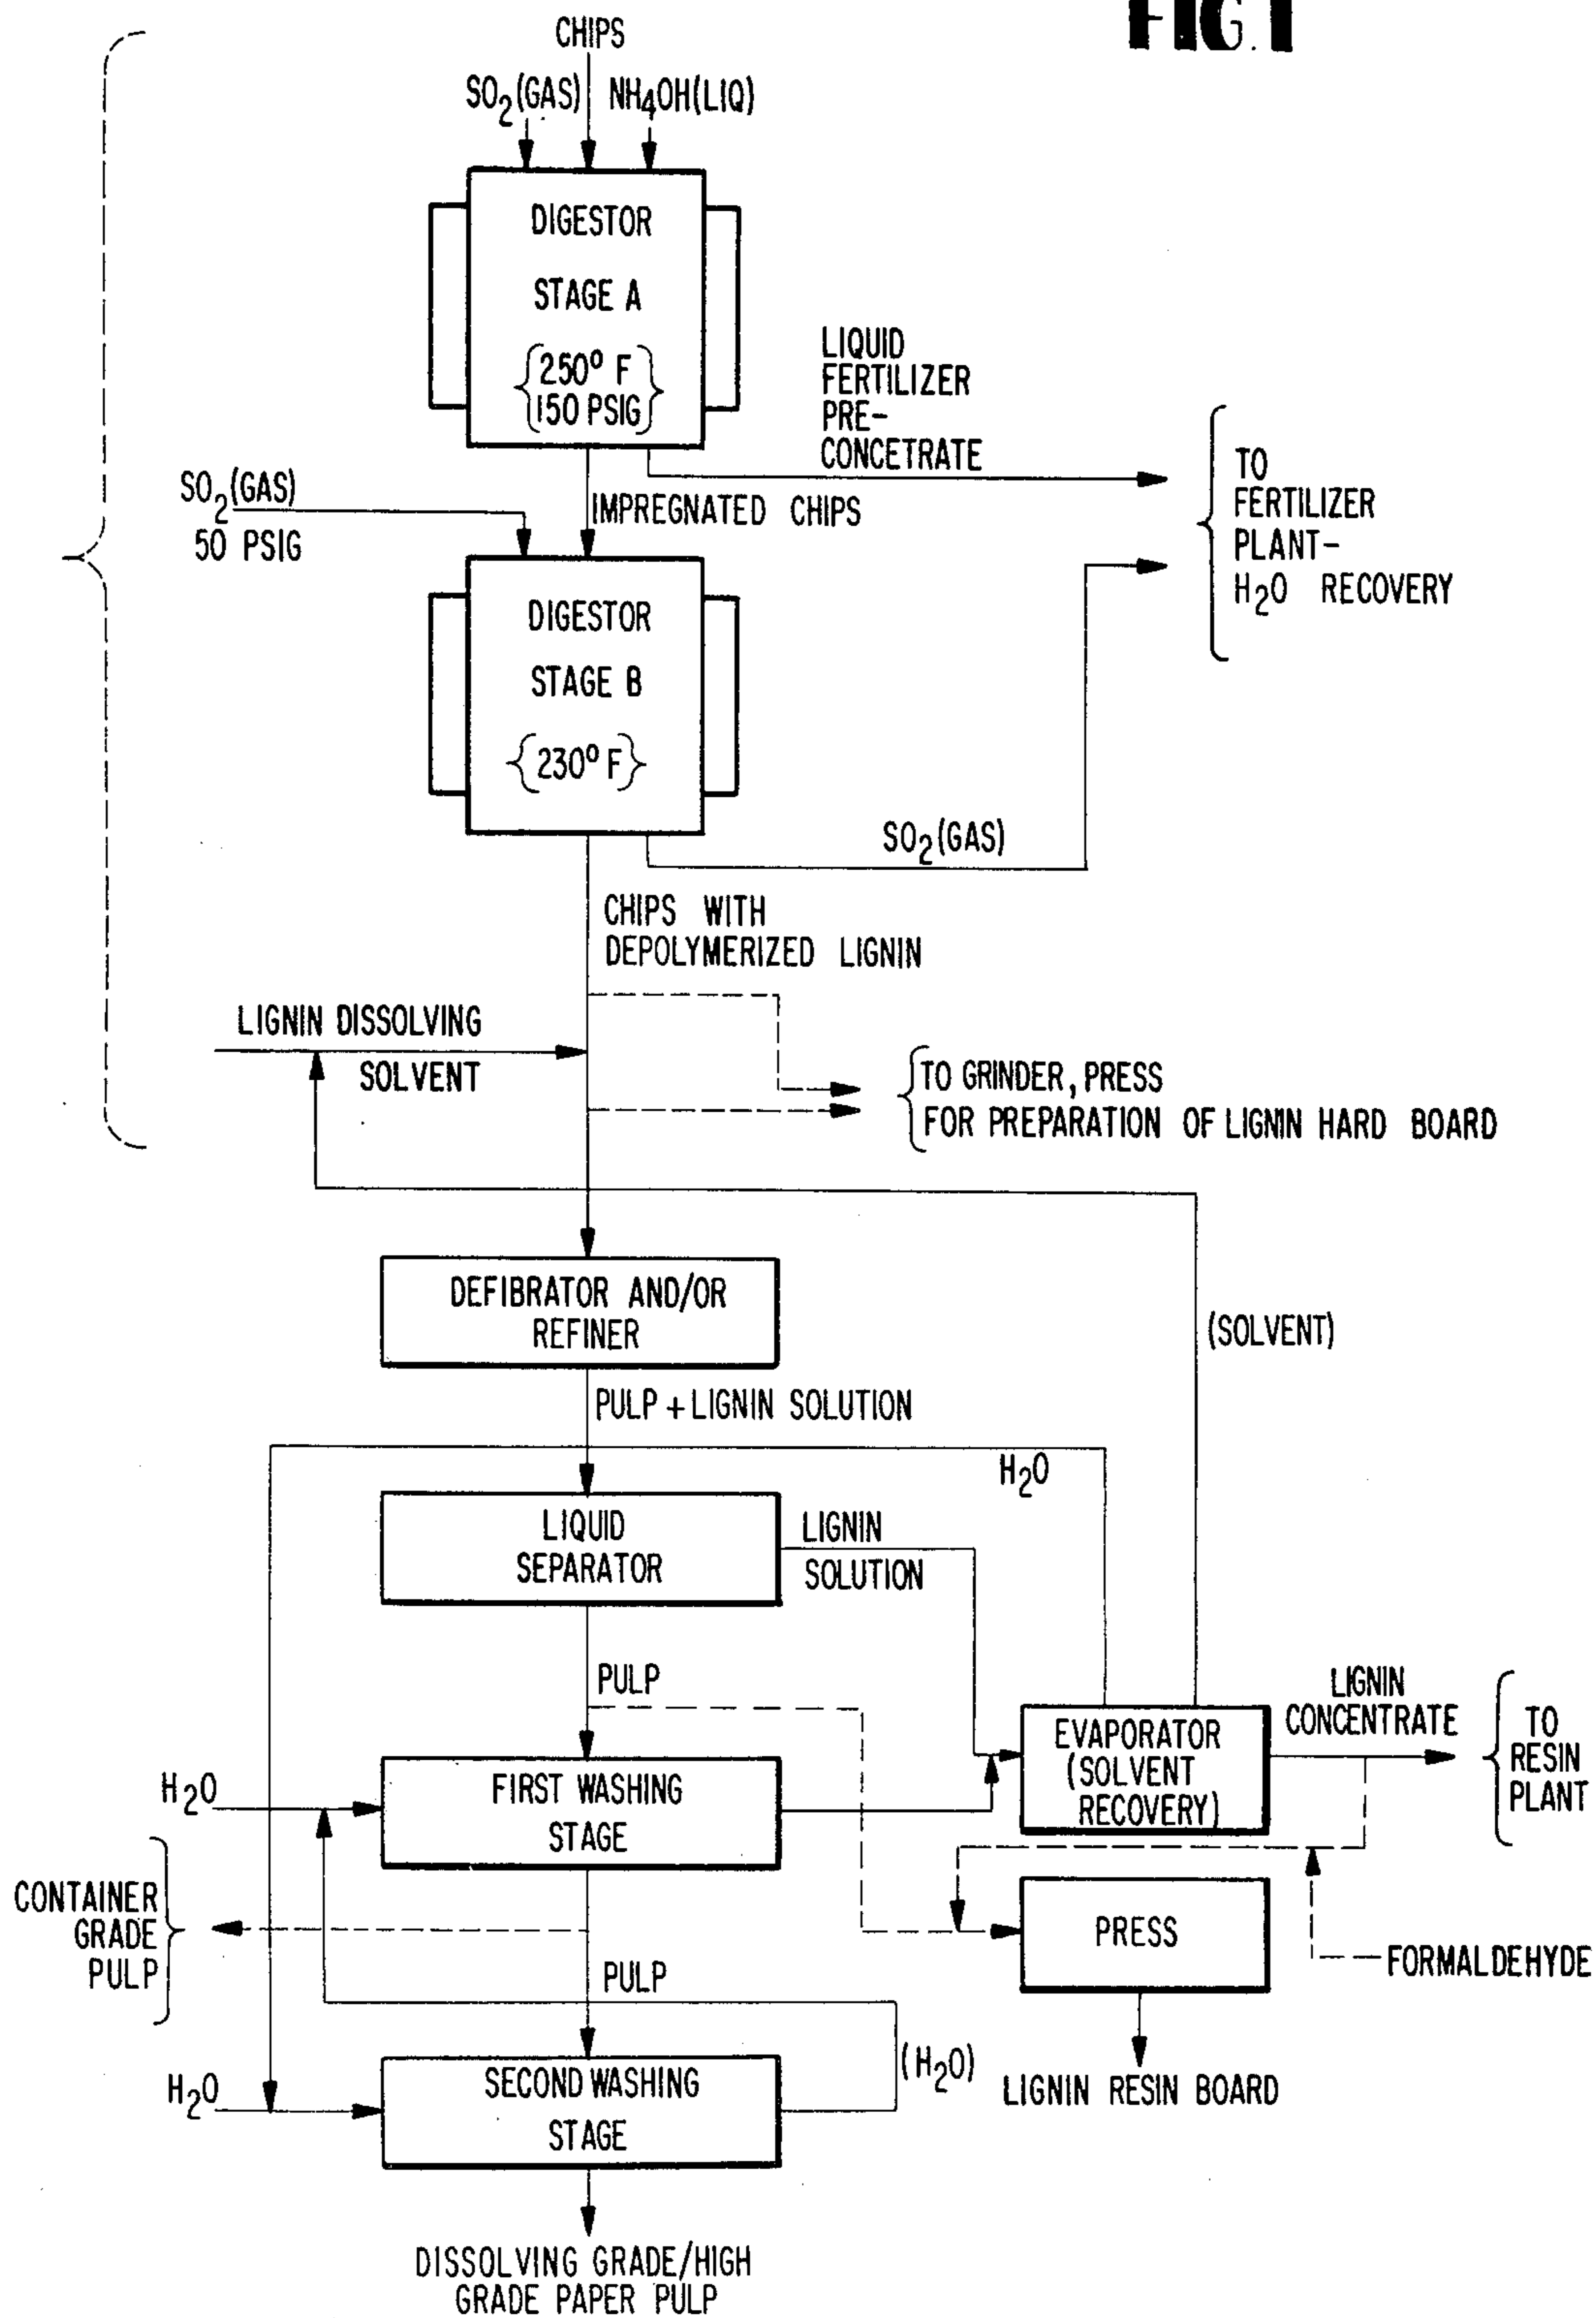 FIG. 1
CHIPS
SO2(GAS) NH4OH(LIQ)
DIGESTOR
STAGE A
250° F
150 PSIG
LIQUID
FERTILIZER
PRE-
CONCETRATE
TO
FERTILIZER
PLANT-
H2O RECOVERY
SO2(GAS)
50 PSIG
IMPREGNATED CHIPS
DIGESTOR
STAGE B
230° F
SO2(GAS)
CHIPS WITH
DEPOLYMERIZED LIGNIN
LIGNIN DISSOLVING
SOLVENT
TO GRINDER, PRESS
FOR PREPARATION OF LIGNIN HARD BOARD
DEFIBRATOR AND/OR
REFINER
(SOLVENT)
PULP + LIGNIN SOLUTION
H2O
LIQUID
SEPARATOR
LIGNIN
SOLUTION
PULP
LIGNIN
CONCENTRATE
TO
RESIN
PLANT
EVAPORATOR
(SOLVENT
RECOVERY)
H2O
FIRST WASHING
STAGE
CONTAINER
GRADE
PULP
PRESS
FORMALDEHYDE
PULP
(H2O)
H2O
SECOND WASHING
STAGE
LIGNIN RESIN BOARD
DISSOLVING GRADE/HIGH
GRADE PAPER PULP